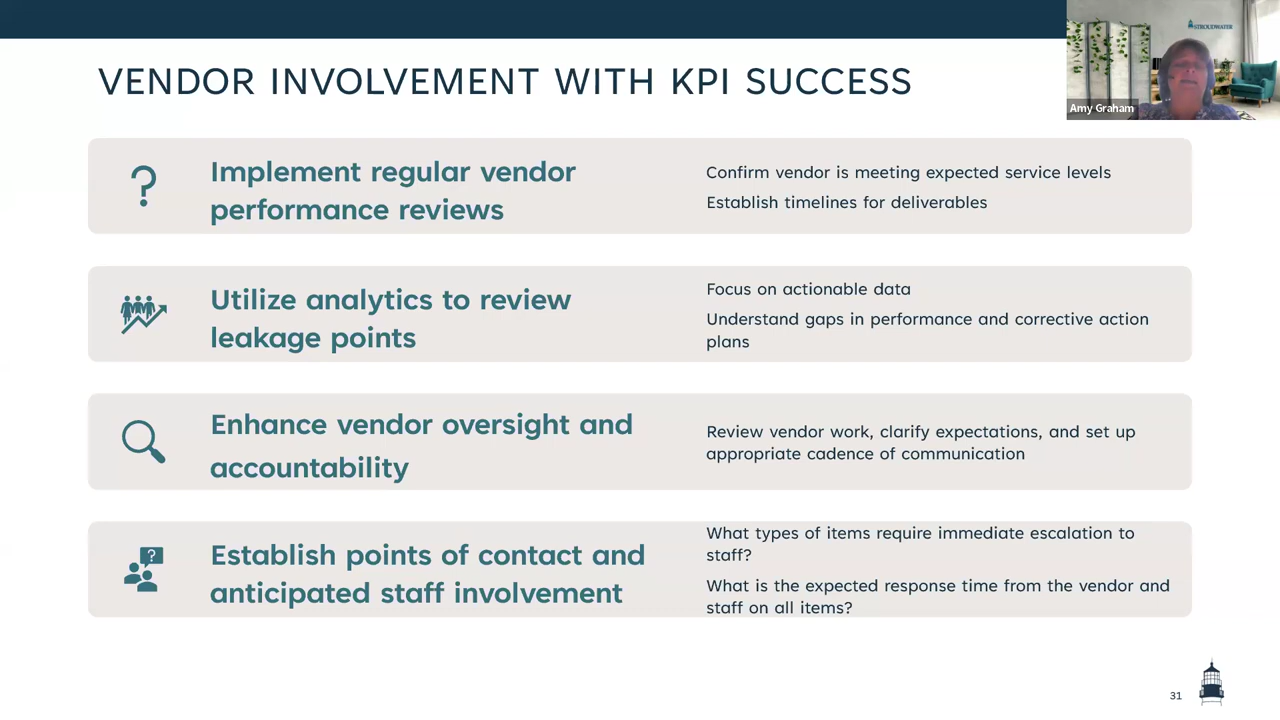 STROUDWATER
Amy Graham
VENDOR INVOLVEMENT WITH KPI SUCCESS
?
Implement regular vendor
performance reviews
Confirm vendor is meeting expected service levels
Establish timelines for deliverables
Utilize analytics to review
leakage points
Focus on actionable data
Understand gaps in performance and corrective action
plans
Enhance vendor oversight and
accountability
Review vendor work, clarify expectations, and set up
appropriate cadence of communication
?
Establish points of contact and
anticipated staff involvement
What types of items require immediate escalation to
staff?
What is the expected response time from the vendor and
staff on all items?
31